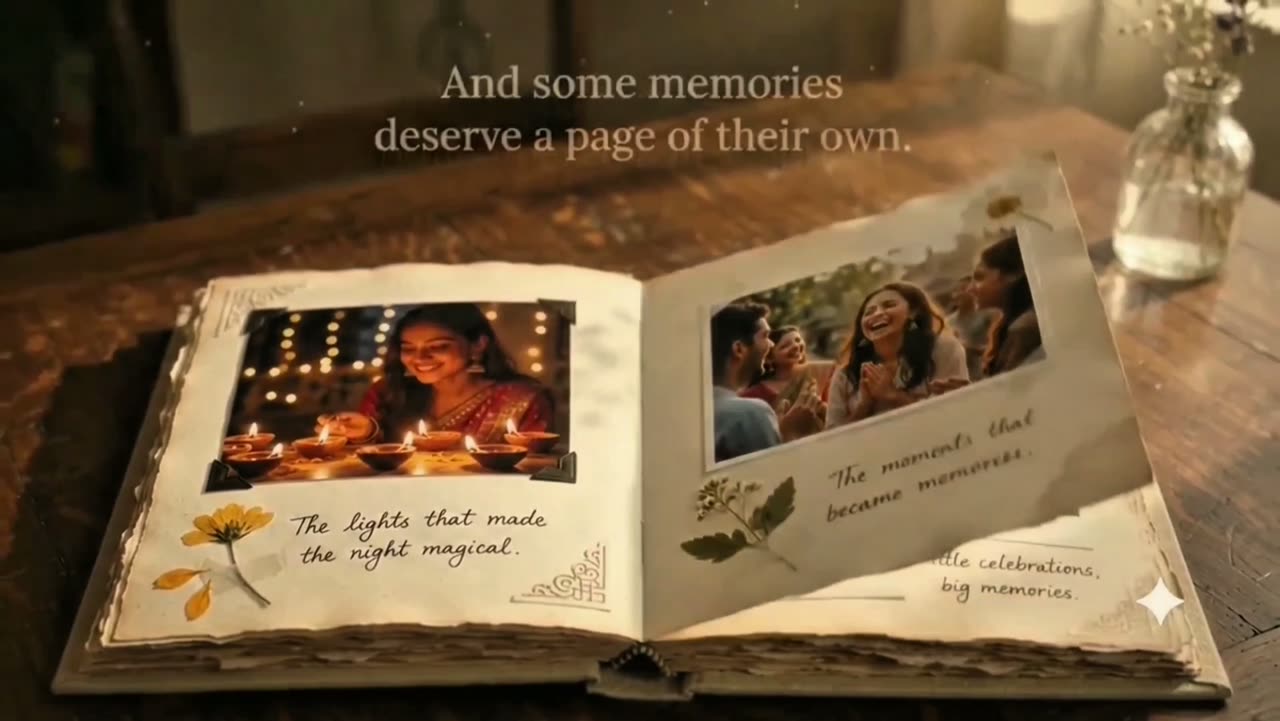 And some memories
deserve a page of their own.
The lights that made
the night magical.
The moments that
became memories.
ttle celebrations,
big memories.